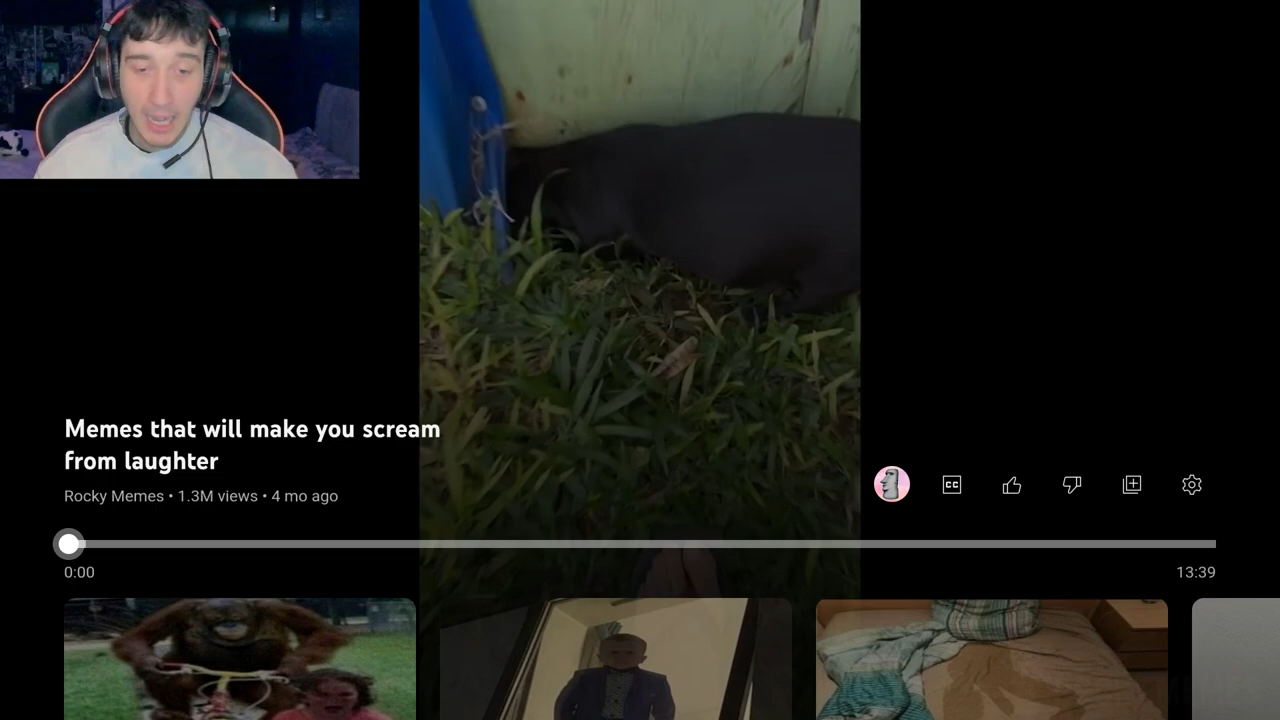 Memes that will make you scream
from laughter
Rocky Memes • 1.3M views • 4 mo ago
CC
0:00
13:39